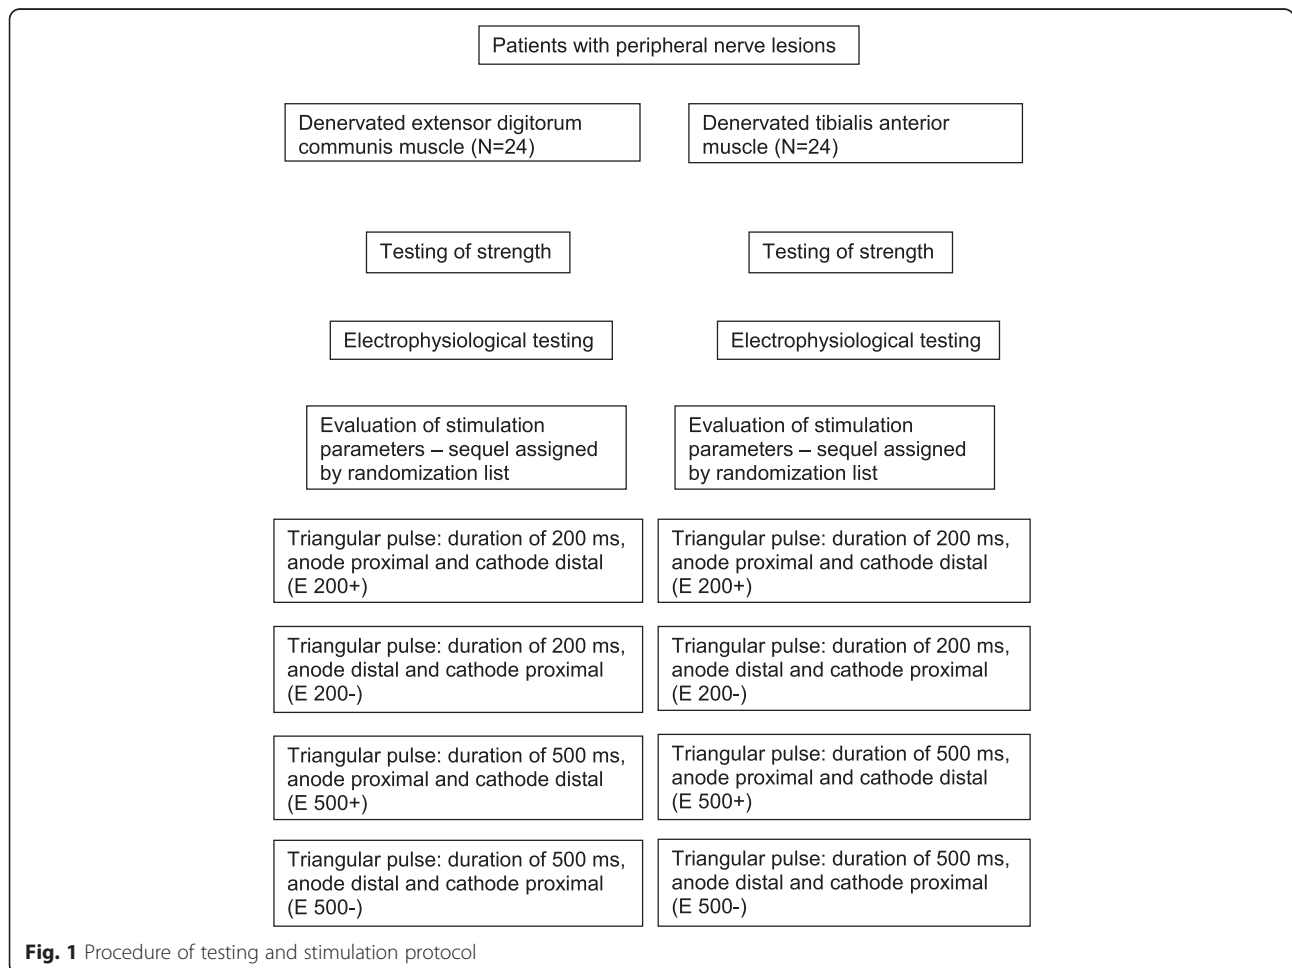 Patients with peripheral nerve lesions
Denervated extensor digitorum
communis muscle (N=24)
Denervated tibialis anterior
muscle (N=24)
Testing of strength
Testing of strength
Electrophysiological testing
Electrophysiological testing
Evaluation of stimulation
parameters – sequel assigned
by randomization list
Evaluation of stimulation
parameters – sequel assigned
by randomization list
Triangular pulse: duration of 200 ms,
anode proximal and cathode distal
(E 200+)
Triangular pulse: duration of 200 ms,
anode proximal and cathode distal
(E 200+)
Triangular pulse: duration of 200 ms,
anode distal and cathode proximal
(E 200-)
Triangular pulse: duration of 200 ms,
anode distal and cathode proximal
(E 200-)
Triangular pulse: duration of 500 ms,
anode proximal and cathode distal
(E 500+)
Triangular pulse: duration of 500 ms,
anode proximal and cathode distal
(E 500+)
Triangular pulse: duration of 500 ms,
anode distal and cathode proximal
(E 500-)
Triangular pulse: duration of 500 ms,
anode distal and cathode proximal
(E 500-)
Fig. 1 Procedure of testing and stimulation protocol